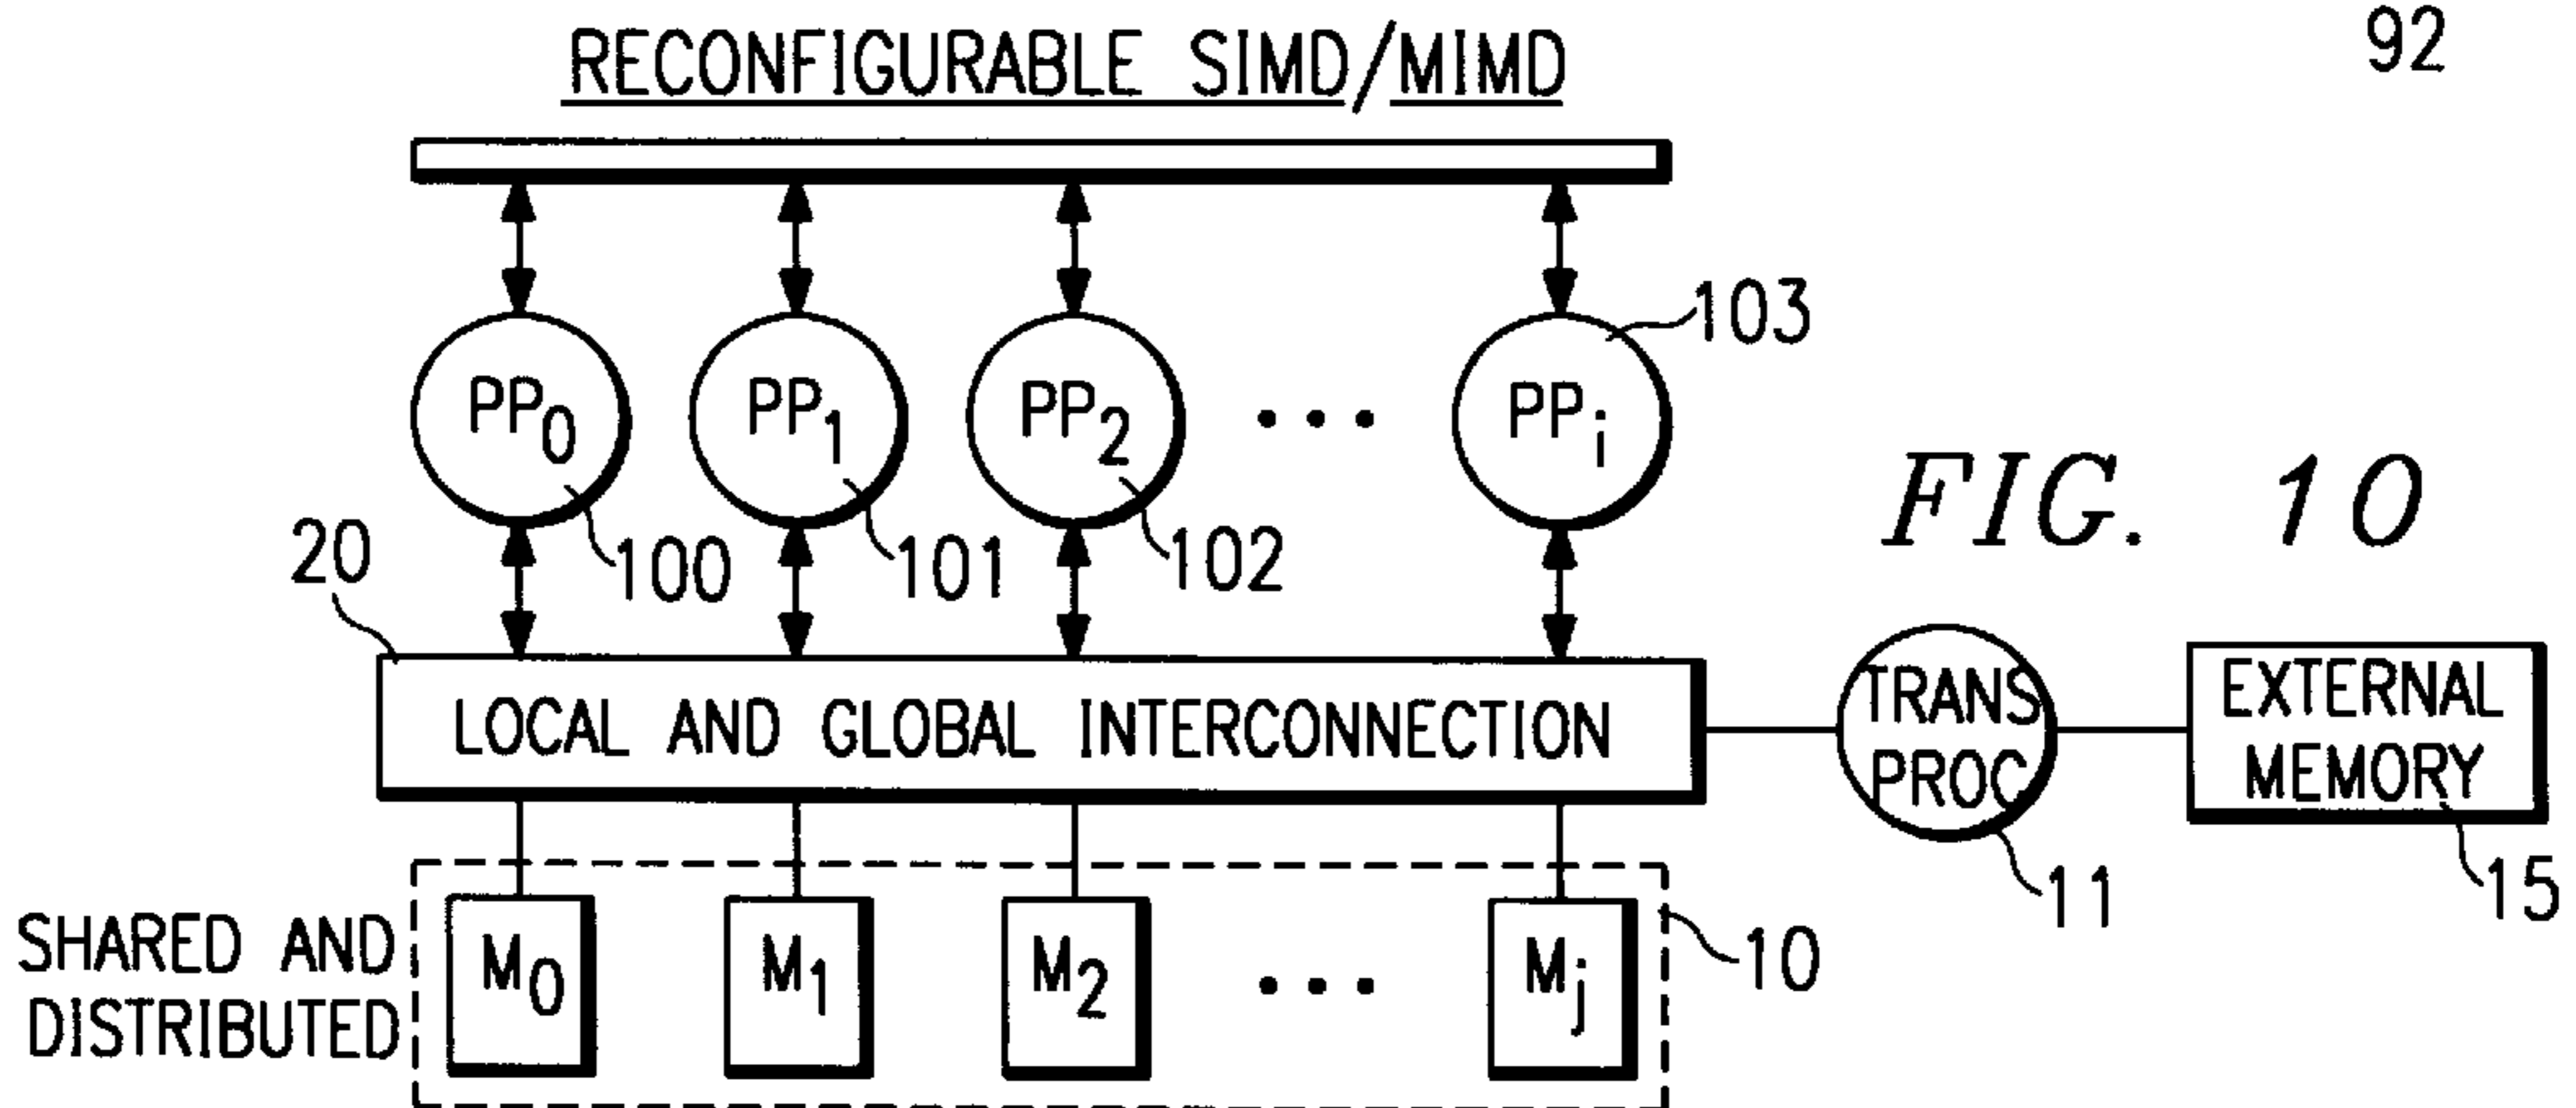 92
RECONFIGURABLE SIMD/MIMD
103
PP0
PP1
PP2
...
PPi
FIG. 10
20
100
101
102
LOCAL AND GLOBAL INTERCONNECTION
TRANS
PROC
EXTERNAL
MEMORY
11
15
SHARED AND
DISTRIBUTED
M0
M1
M2
...
Mj
10